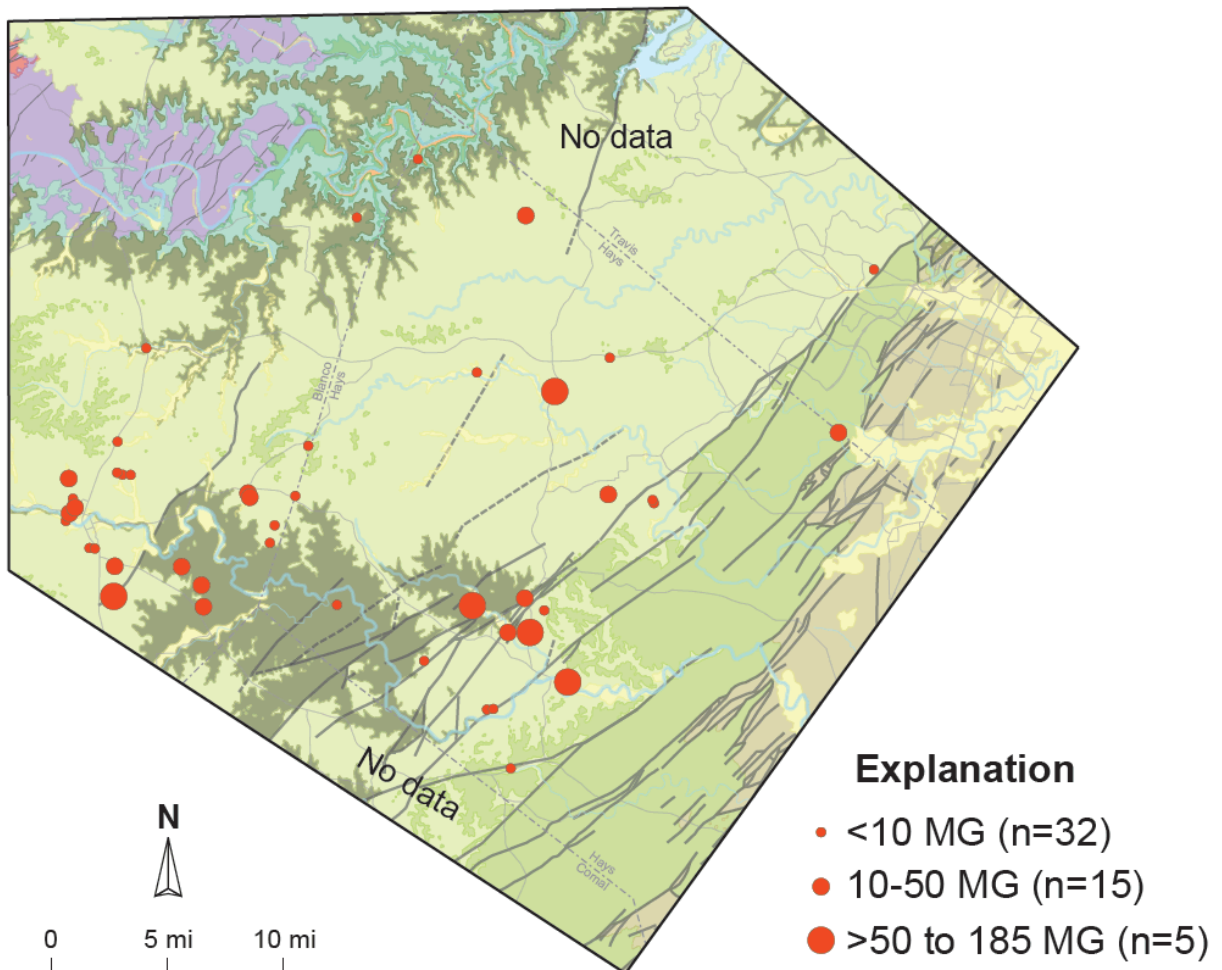 No data
Travis
Hays
Blanco
Hays
No data
Hays
Comal
N
0 5 mi 10 mi
Explanation
<10 MG (n=32)
10-50 MG (n=15)
>50 to 185 MG (n=5)